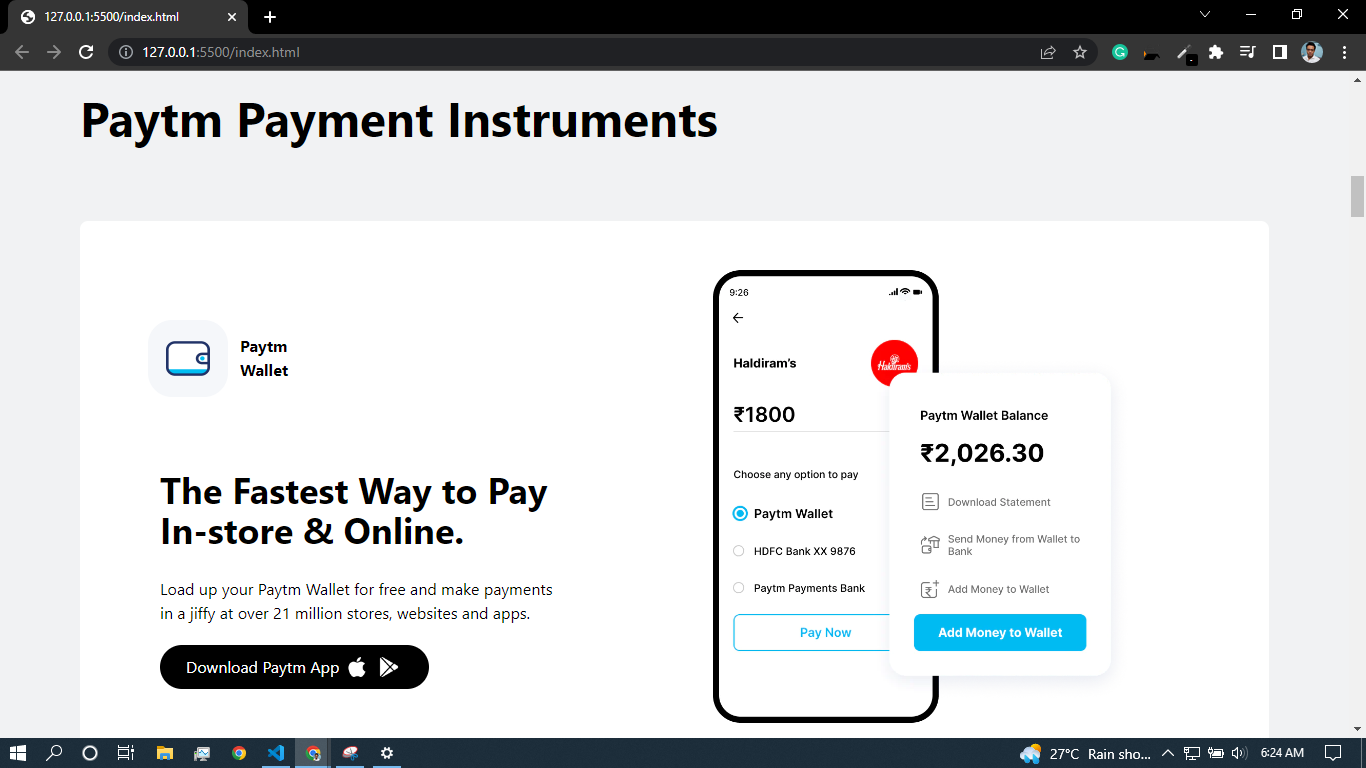 127.0.0.1:5500/index.html
127.0.0.1:5500/index.html
Paytm Payment Instruments
Paytm
Wallet
The Fastest Way to Pay
In-store & Online.
Load up your Paytm Wallet for free and make payments
in a jiffy at over 21 million stores, websites and apps.
Download Paytm App
9:26
Haldiram's
Haldiram's
₹1800
Choose any option to pay
Paytm Wallet
HDFC Bank XX 9876
Paytm Payments Bank
Pay Now
Paytm Wallet Balance
₹2,026.30
Download Statement
Send Money from Wallet to
Bank
Add Money to Wallet
Add Money to Wallet
27°C Rain sho...
6:24 AM